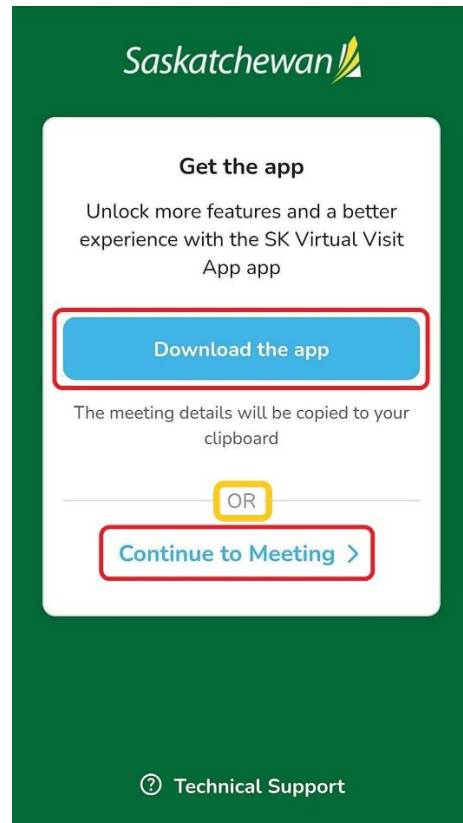 Saskatchewan
Get the app
Unlock more features and a better
experience with the SK Virtual Visit
App app
Download the app
The meeting details will be copied to your
clipboard
OR
Continue to Meeting >
? Technical Support